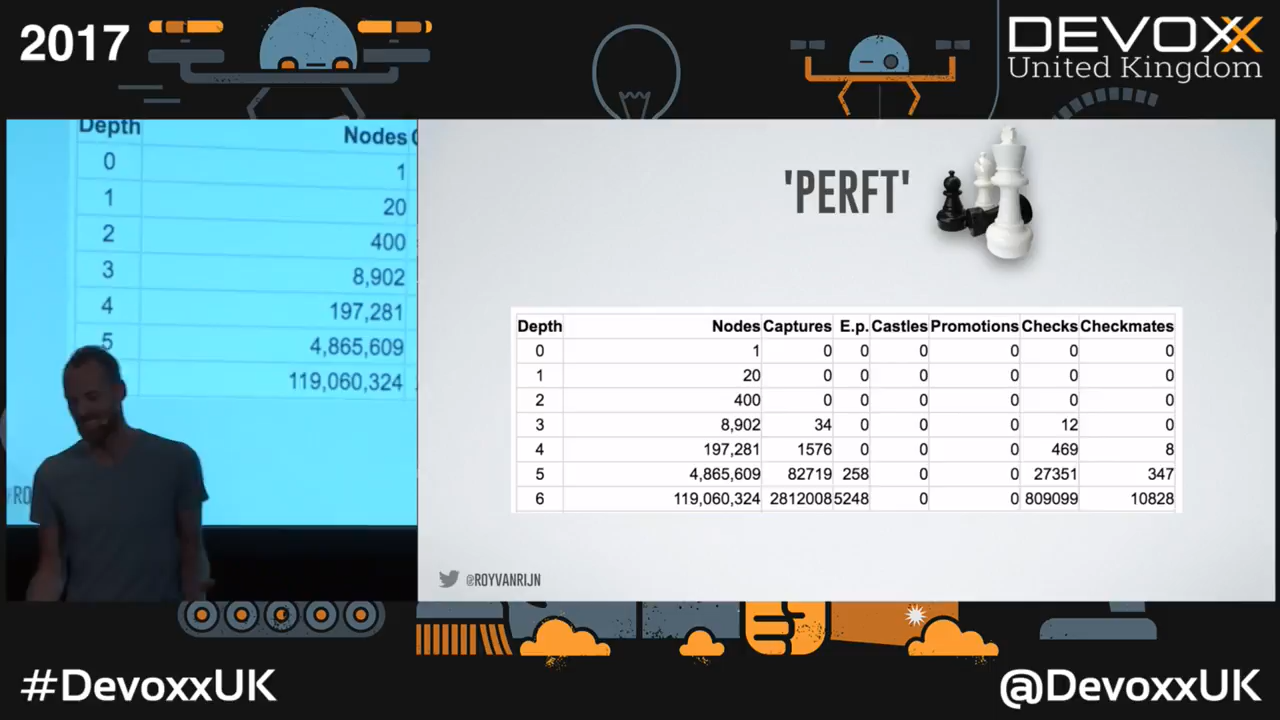 2017
DEVOXX
United Kingdom
Depth Nodes
0 1
1 20
2 400
3 8,902
4 197,281
5 4,865,609
119,060,324
'PERFT'
Depth Nodes Captures E.p. Castles Promotions Checks Checkmates
0 1 0 0 0 0 0 0
1 20 0 0 0 0 0 0
2 400 0 0 0 0 0 0
3 8,902 34 0 0 0 12 0
4 197,281 1576 0 0 0 469 8
5 4,865,609 82719 258 0 0 27351 347
6 119,060,324 2812008 5248 0 0 809099 10828
@ROYVANRIJN
#DevoxxUK
@DevoxxUK